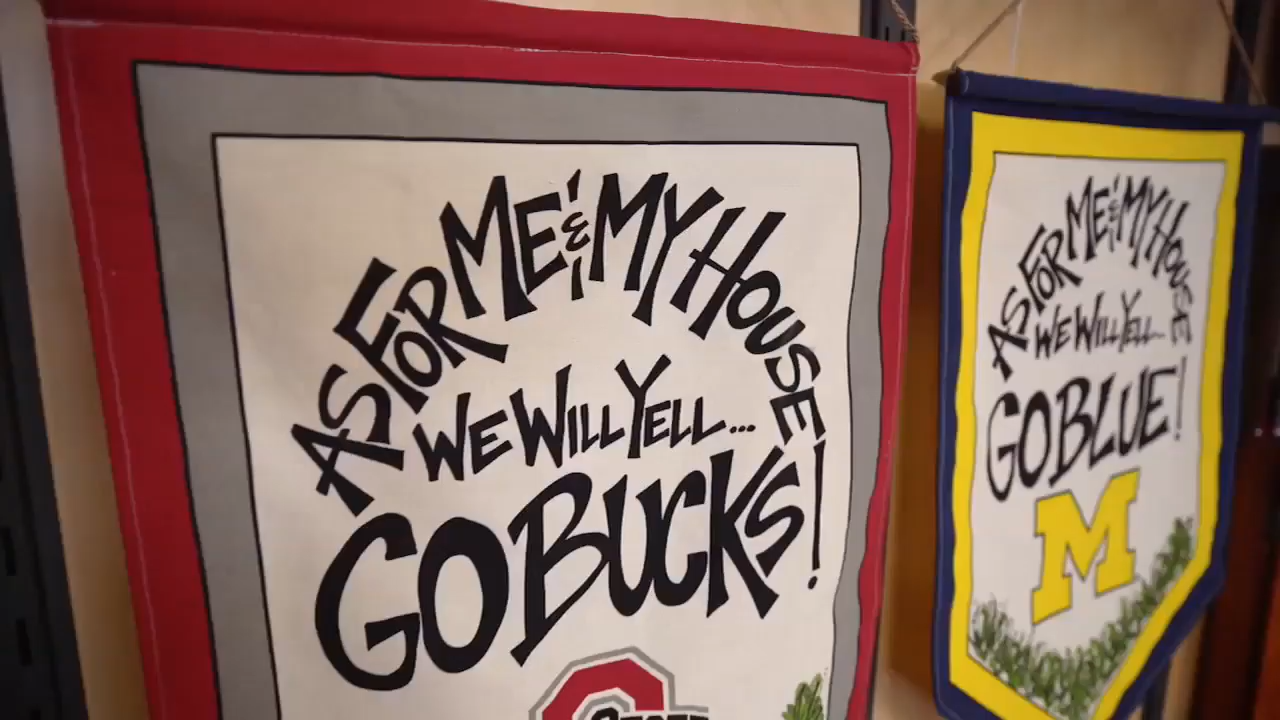 AS FOR ME & MY HOUSE
WE WILL YELL...
GO BUCKS!
STATE
AS FOR ME & MY HOUSE
WE WILL YELL...
GO BLUE!
M